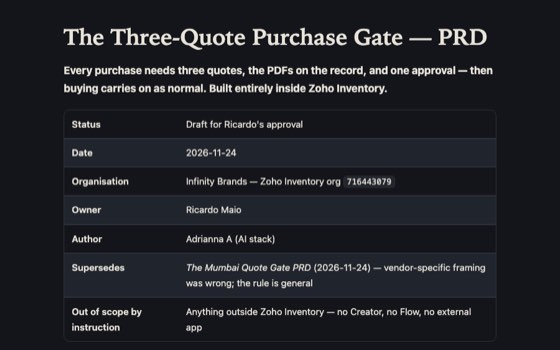 The Three-Quote Purchase Gate — PRD
Every purchase needs three quotes, the PDFs on the record, and one approval — then
buying carries on as normal. Built entirely inside Zoho Inventory.
Status Draft for Ricardo's approval
Date 2026-11-24
Organisation Infinity Brands — Zoho Inventory org 716443079
Owner Ricardo Maio
Author Adrianna A (AI stack)
Supersedes The Mumbai Quote Gate PRD (2026-11-24) — vendor-specific framing
was wrong; the rule is general
Out of scope by Anything outside Zoho Inventory — no Creator, no Flow, no external
instruction app